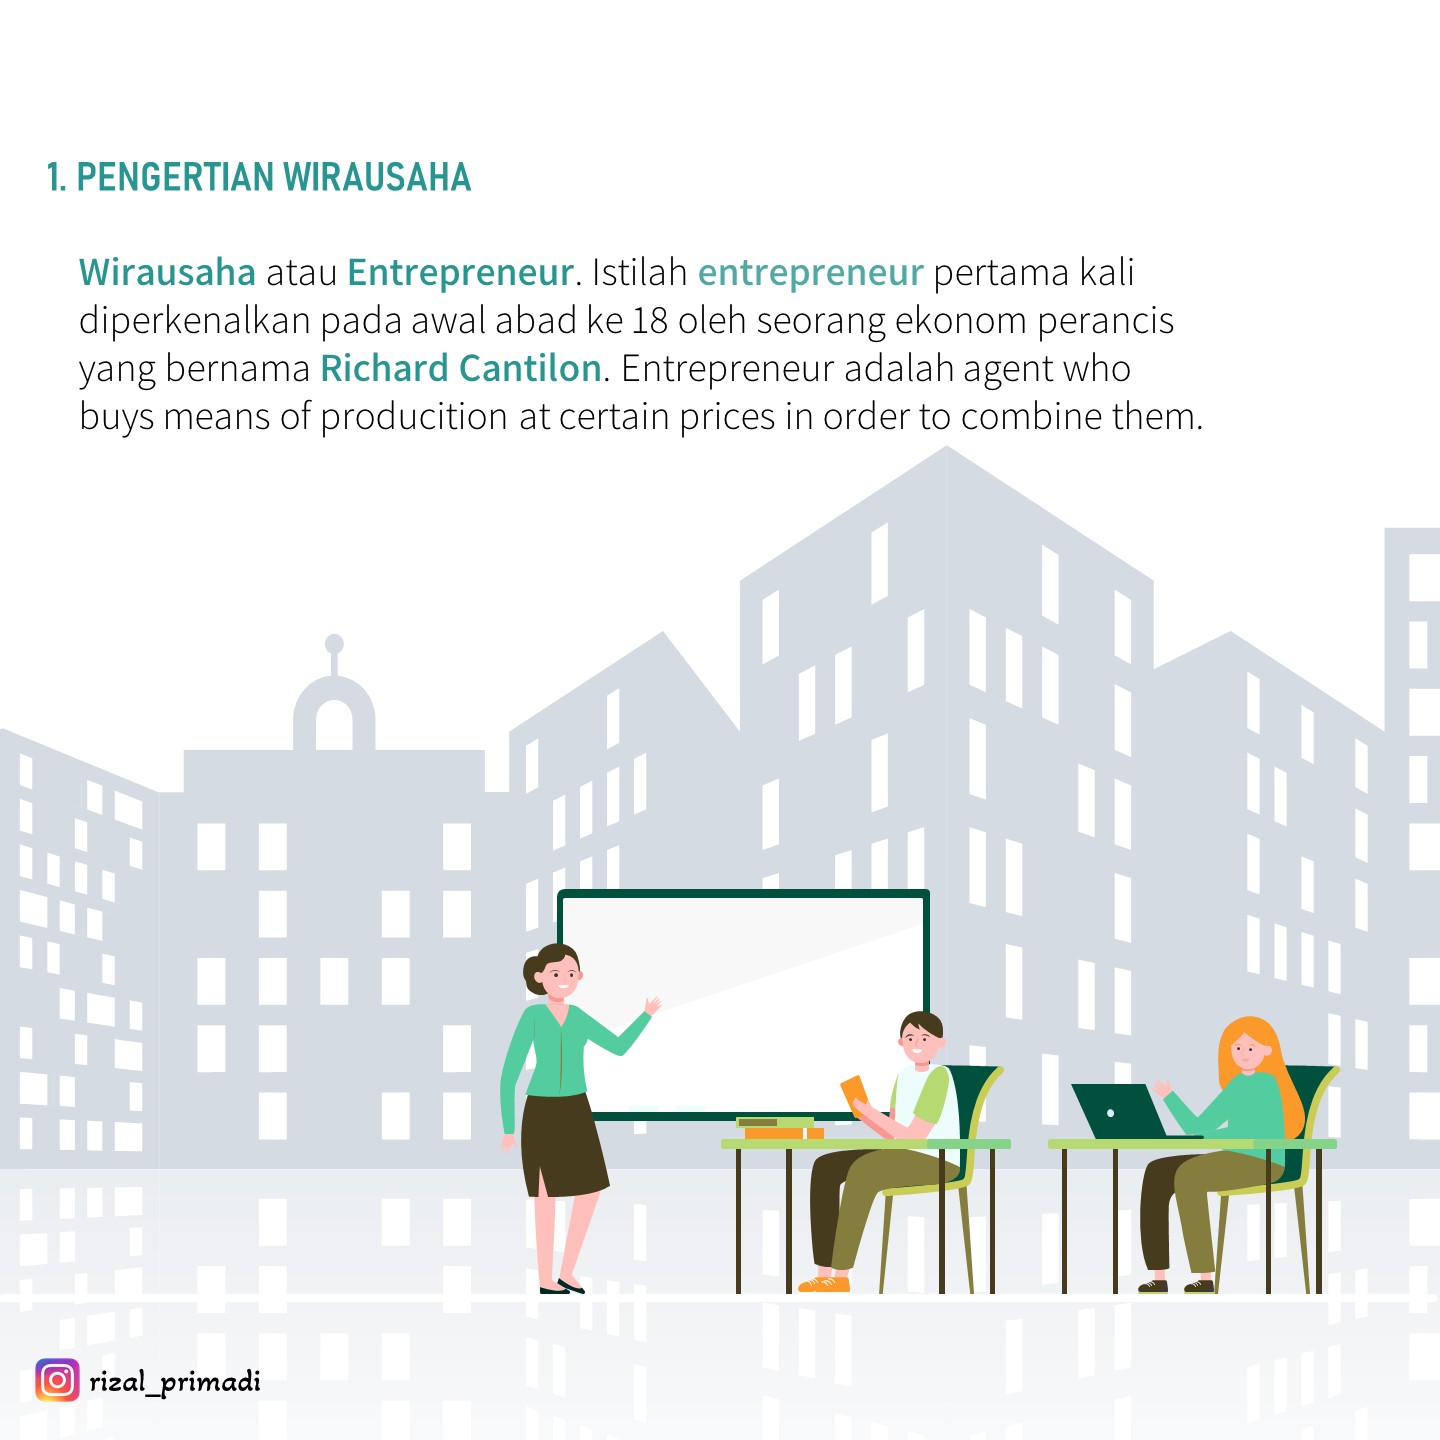 1. PENGERTIAN WIRAUSAHA
Wirausaha atau Entrepreneur. Istilah entrepreneur pertama kali
diperkenalkan pada awal abad ke 18 oleh seorang ekonom perancis
yang bernama Richard Cantilon. Entrepreneur adalah agent who
buys means of producition at certain prices in order to combine them.
rizal_primadi